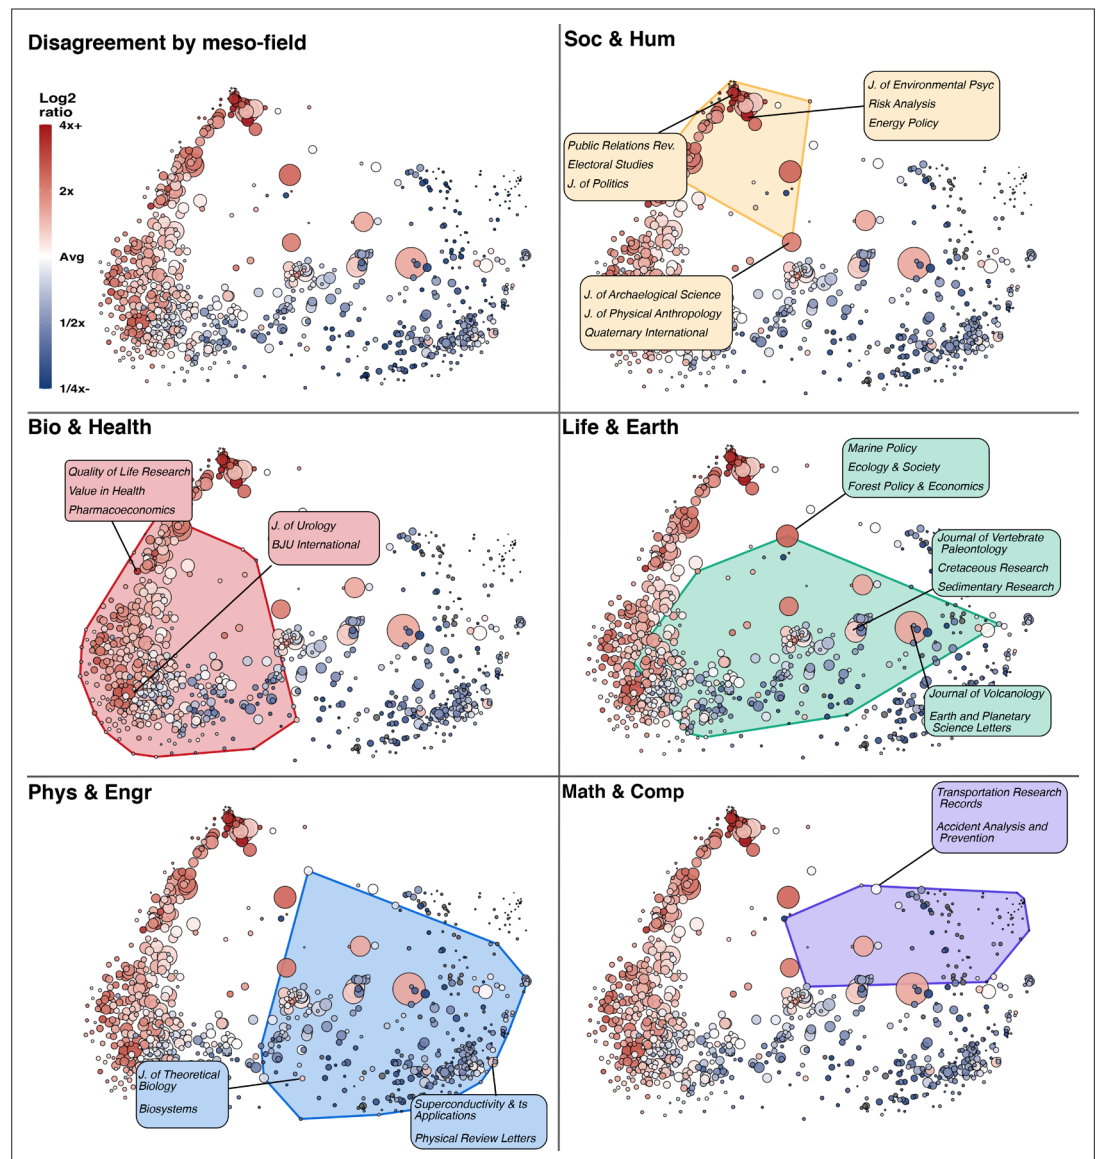 Disagreement by meso-field
Log2
ratio
4x+
2x
Avg
1/2x
1/4x-
Soc & Hum
J. of Environmental Psyc
Risk Analysis
Energy Policy
Public Relations Rev.
Electoral Studies
J. of Politics
J. of Archaelogical Science
J. of Physical Anthropology
Quaternary International
Bio & Health
Quality of Life Research
Value in Health
Pharmacoeconomics
J. of Urology
BJU International
Life & Earth
Marine Policy
Ecology & Society
Forest Policy & Economics
Journal of Vertebrate
Paleontology
Cretaceous Research
Sedimentary Research
Journal of Volcanology
Earth and Planetary
Science Letters
Phys & Engr
J. of Theoretical
Biology
Biosystems
Superconductivity & ts
Applications
Physical Review Letters
Math & Comp
Transportation Research
Records
Accident Analysis and
Prevention